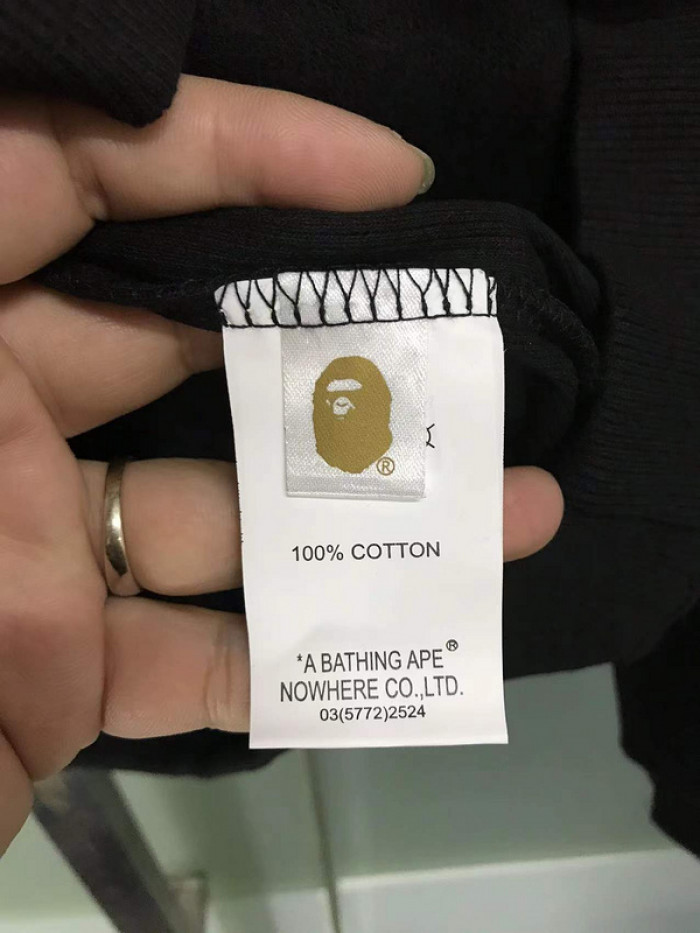 ®
100% COTTON
*A BATHING APE®
NOWHERE CO.,LTD.
03(5772)2524